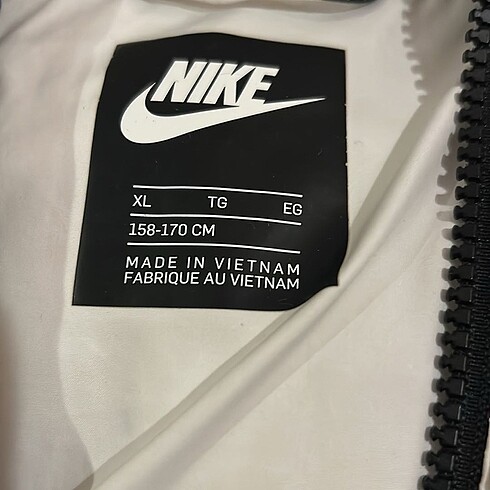 NIKE
XL TG EG
158-170 CM
MADE IN VIETNAM
FABRIQUE AU VIETNAM